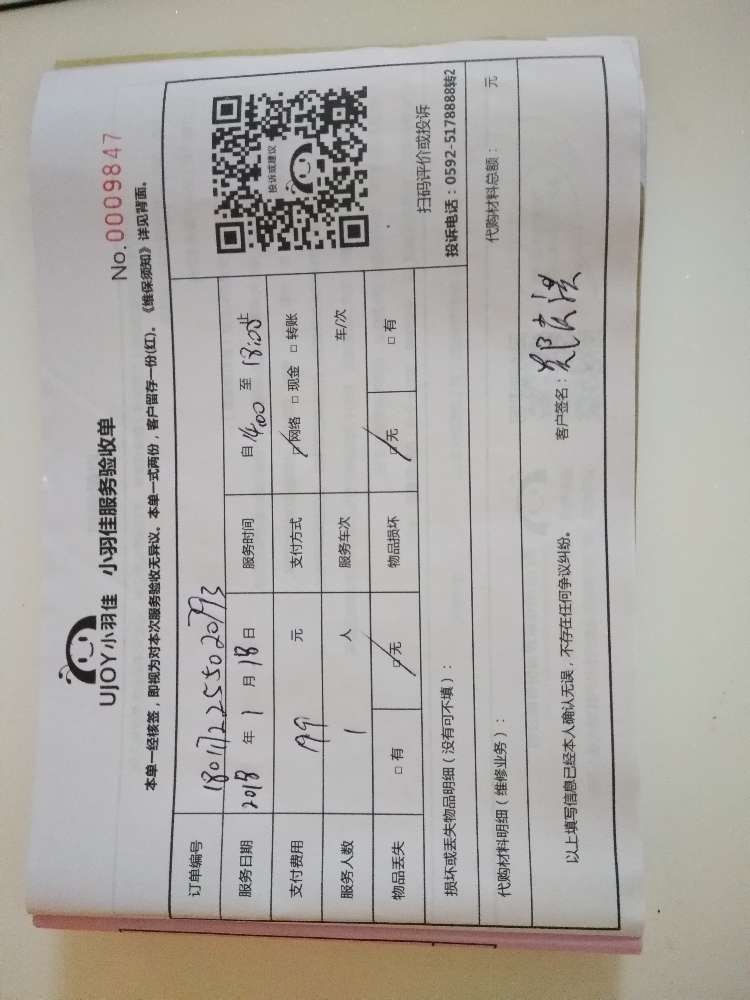 UJOY小羽佳 小羽佳服务验收单
No.0009847
本单一经核签，即视为对本次服务验收无异议。本单一式两份，客户留存一份(红)。《维保须知》详见背面。
订单编号
服务日期 2018 年 1 月 18 日 服务时间 自 14:00 至 18:00 止
支付费用 199 元 支付方式 ☑网络 □现金 □转账
服务人数 1 人 服务车次 车/次
物品丢失 □有 ☑无 物品损坏 ☑无 □有
投诉或建议
扫码评价或投诉
投诉电话：0592-5178888转2
损坏或丢失物品明细（没有可不填）：
代购材料明细（维修业务）： 代购材料总额： 元
以上填写信息已经本人确认无误，不存在任何争议纠纷。 客户签名：